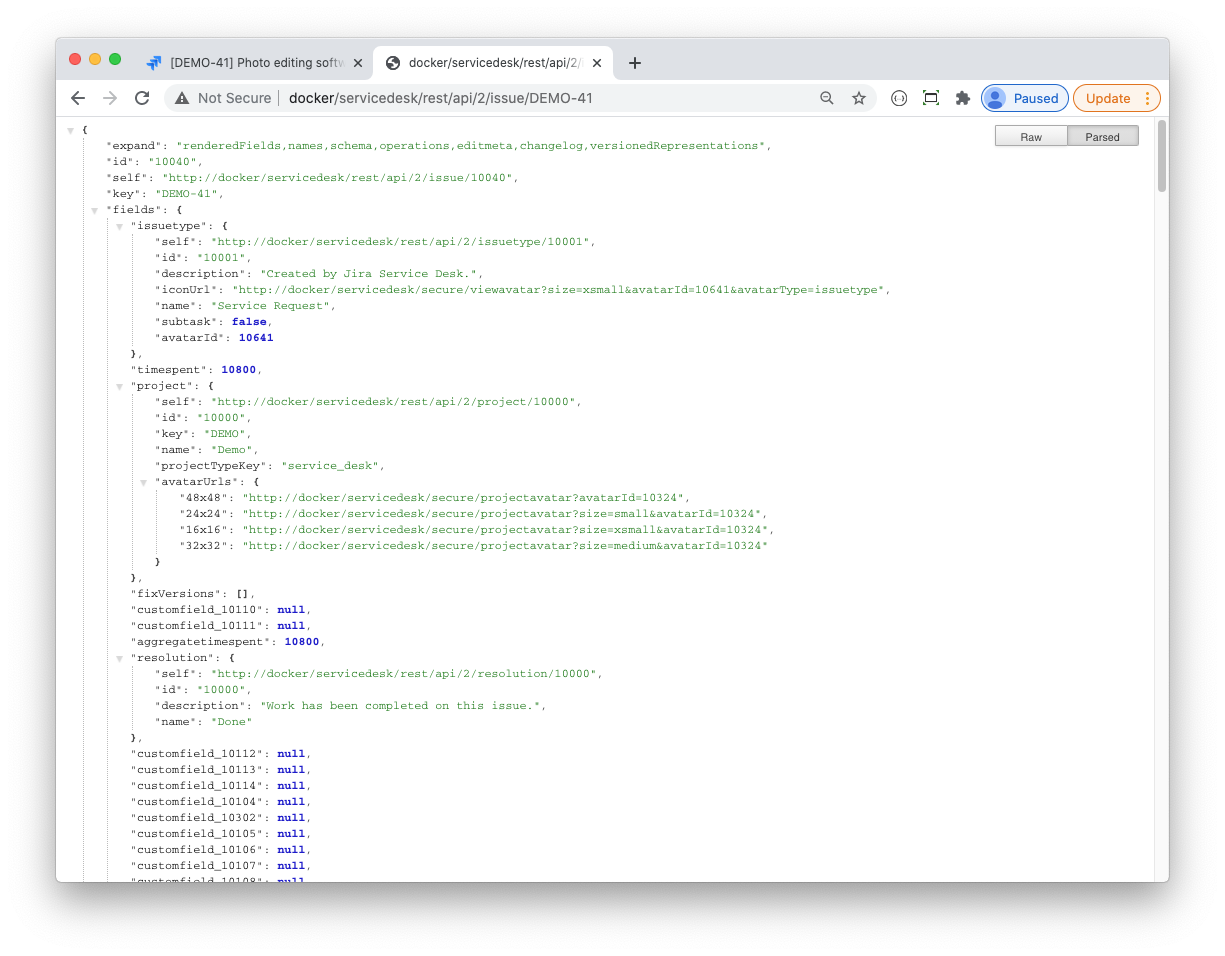 [DEMO-41] Photo editing softw
docker/servicedesk/rest/api/2/i
Not Secure
docker/servicedesk/rest/api/2/issue/DEMO-41
Paused
Update
Raw
Parsed
{
"expand": "renderedFields,names,schema,operations,editmeta,changelog,versionedRepresentations",
"id": "10040",
"self": "http://docker/servicedesk/rest/api/2/issue/10040",
"key": "DEMO-41",
"fields": {
"issuetype": {
"self": "http://docker/servicedesk/rest/api/2/issuetype/10001",
"id": "10001",
"description": "Created by Jira Service Desk.",
"iconUrl": "http://docker/servicedesk/secure/viewavatar?size=xsmall&avatarId=10641&avatarType=issuetype",
"name": "Service Request",
"subtask": false,
"avatarId": 10641
},
"timespent": 10800,
"project": {
"self": "http://docker/servicedesk/rest/api/2/project/10000",
"id": "10000",
"key": "DEMO",
"name": "Demo",
"projectTypeKey": "service_desk",
"avatarUrls": {
"48x48": "http://docker/servicedesk/secure/projectavatar?avatarId=10324",
"24x24": "http://docker/servicedesk/secure/projectavatar?size=small&avatarId=10324",
"16x16": "http://docker/servicedesk/secure/projectavatar?size=xsmall&avatarId=10324",
"32x32": "http://docker/servicedesk/secure/projectavatar?size=medium&avatarId=10324"
}
},
"fixVersions": [],
"customfield_10110": null,
"customfield_10111": null,
"aggregatetimespent": 10800,
"resolution": {
"self": "http://docker/servicedesk/rest/api/2/resolution/10000",
"id": "10000",
"description": "Work has been completed on this issue.",
"name": "Done"
},
"customfield_10112": null,
"customfield_10113": null,
"customfield_10114": null,
"customfield_10104": null,
"customfield_10302": null,
"customfield_10105": null,
"customfield_10106": null,
"customfield_10107": null,
"customfield_10108": null,